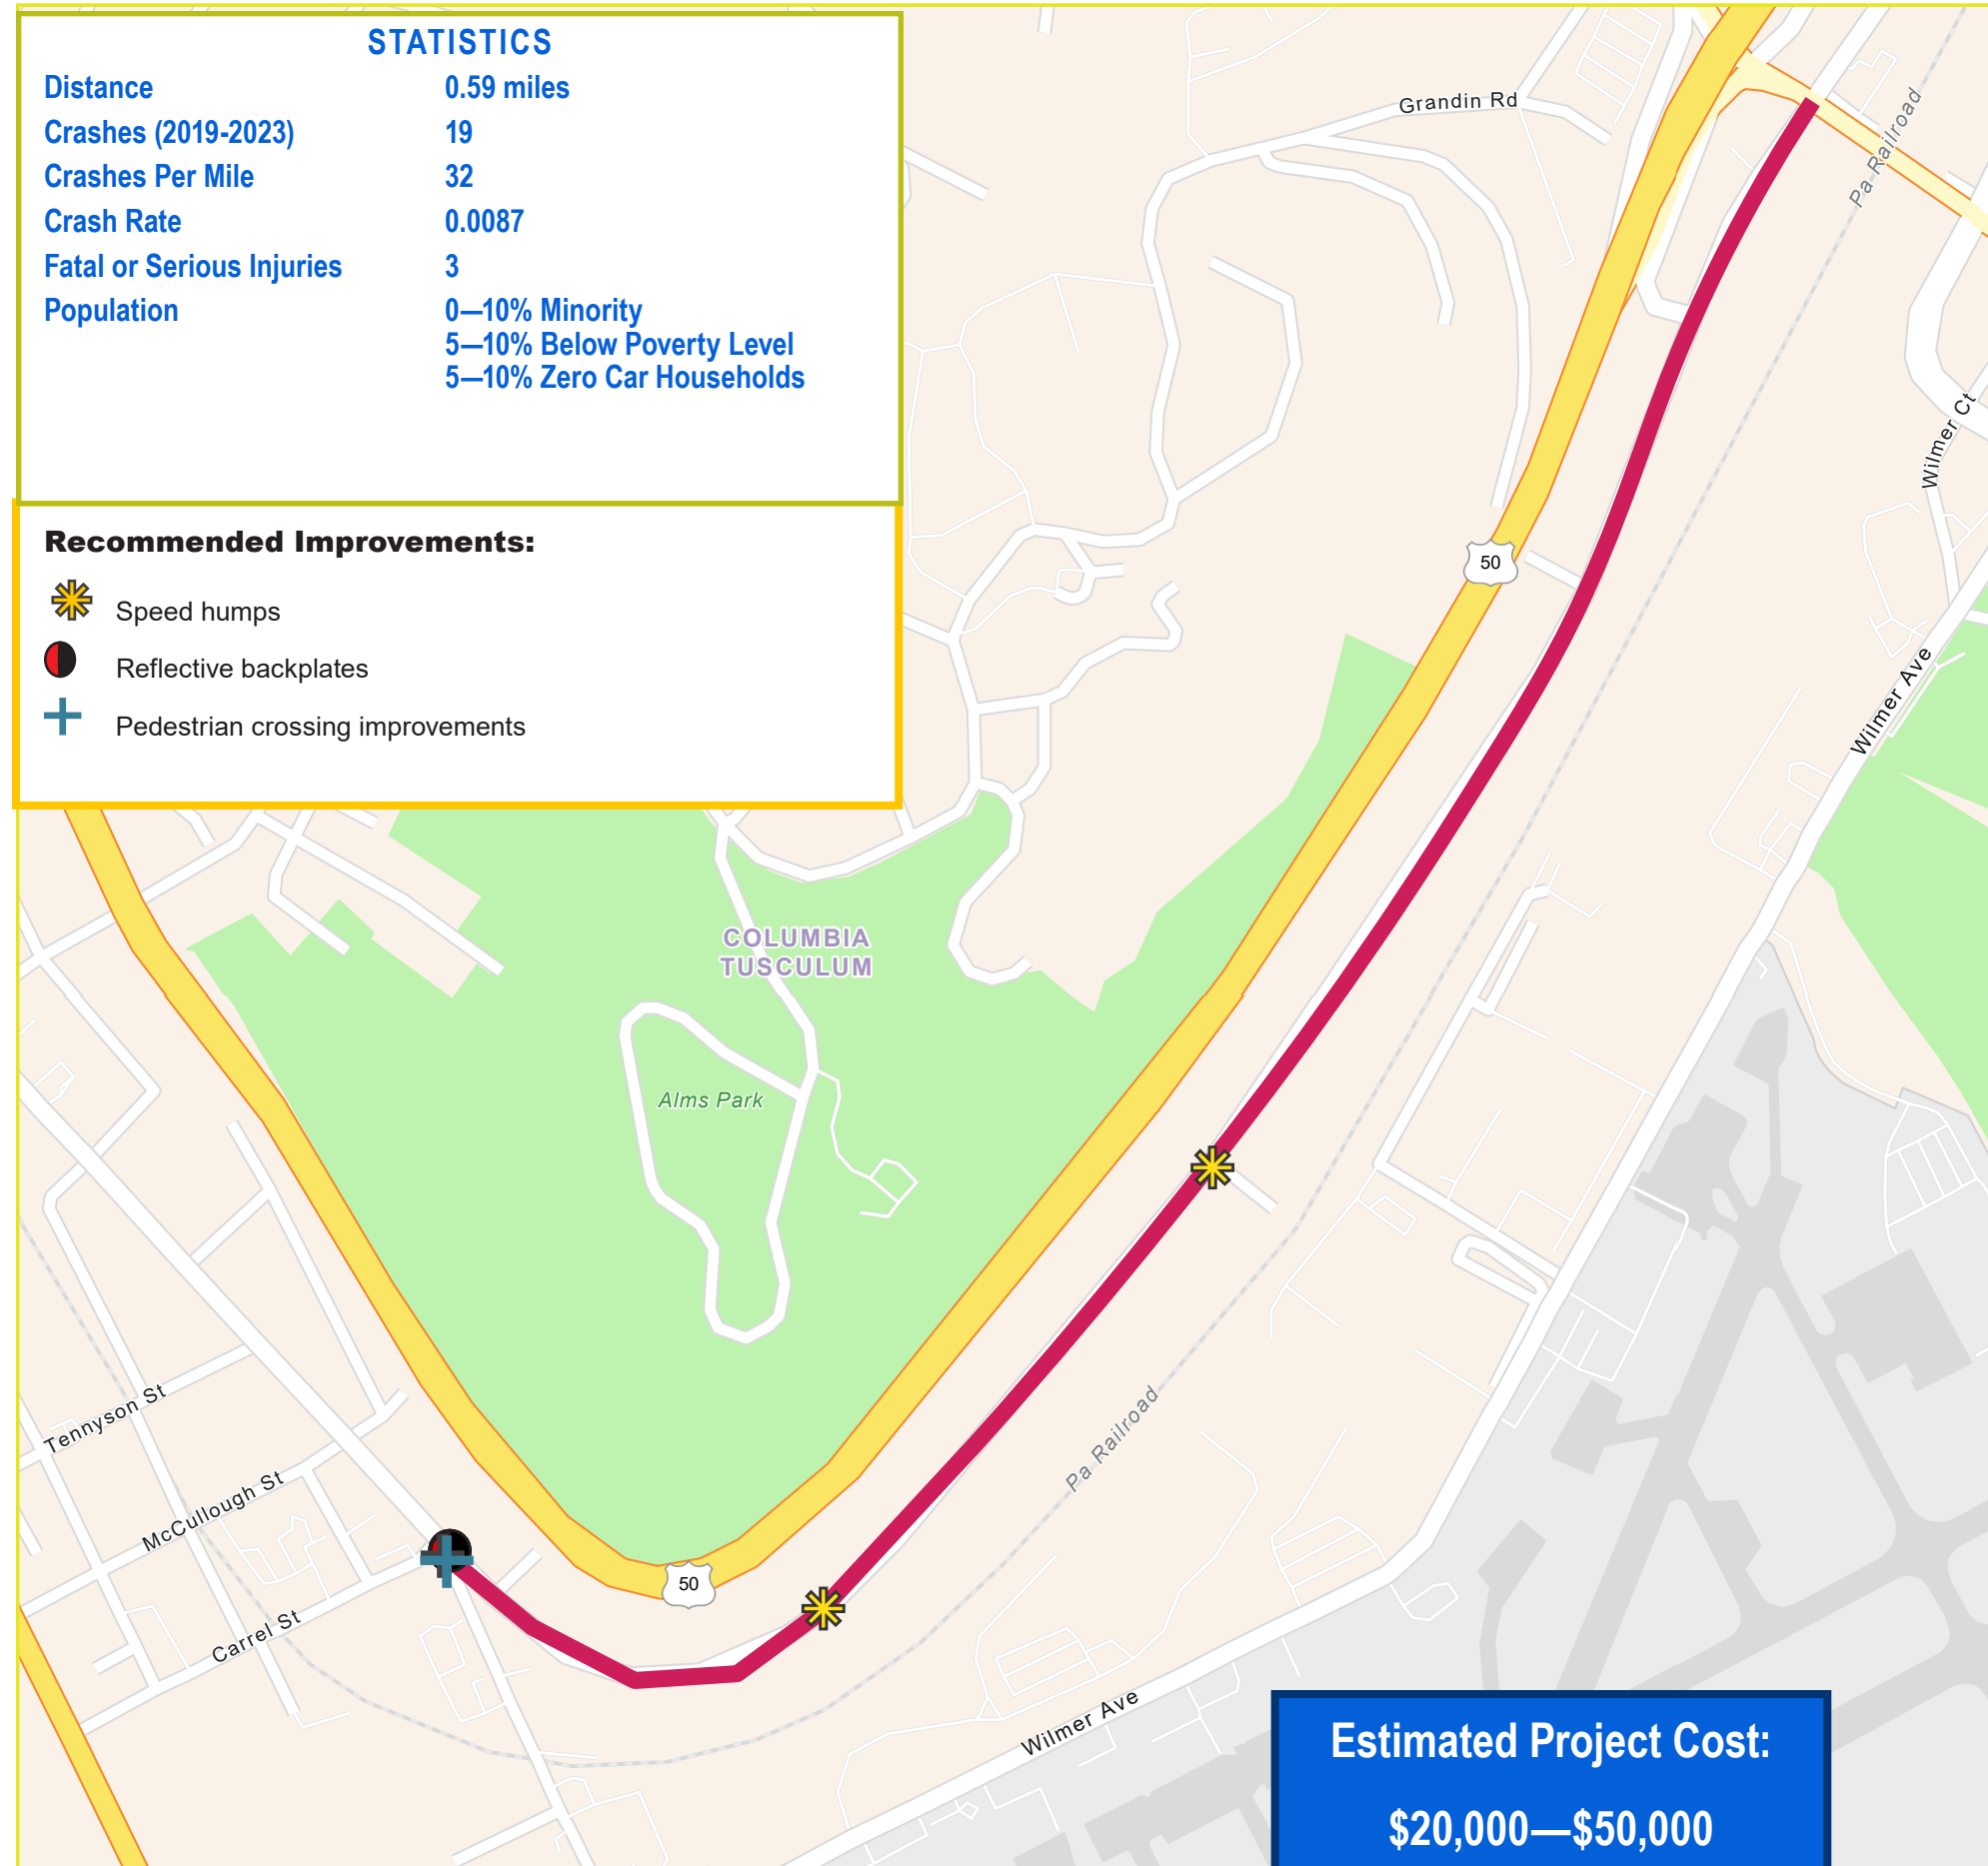 STATISTICS
Distance 0.59 miles
Crashes (2019-2023) 19
Crashes Per Mile 32
Crash Rate 0.0087
Fatal or Serious Injuries 3
Population 0—10% Minority
5—10% Below Poverty Level
5—10% Zero Car Households
Recommended Improvements:
Speed humps
Reflective backplates
Pedestrian crossing improvements
Grandin Rd
Pa Railroad
Wilmer Ct
50
Wilmer Ave
COLUMBIA
TUSCULUM
Alms Park
Tennyson St
McCullough St
Carrel St
50
Pa Railroad
Wilmer Ave
Estimated Project Cost:
$20,000—$50,000